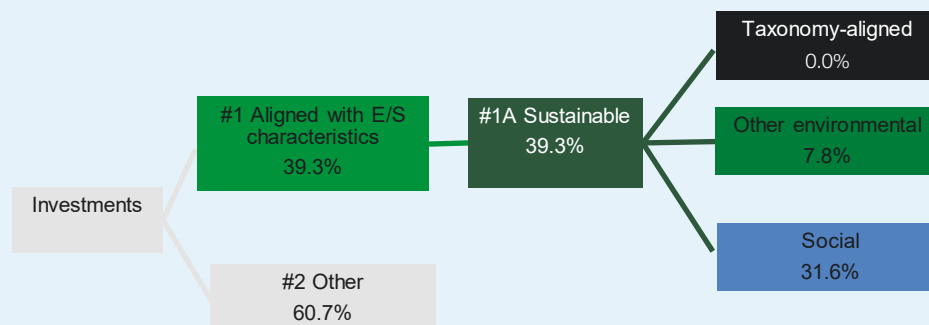 Investments
#1 Aligned with E/S
characteristics
39.3%
#2 Other
60.7%
#1A Sustainable
39.3%
Taxonomy-aligned
0.0%
Other environmental
7.8%
Social
31.6%